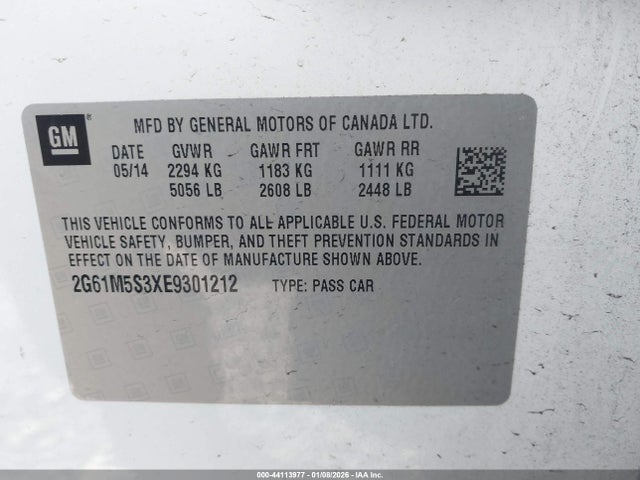 GM®
MFD BY GENERAL MOTORS OF CANADA LTD.
DATE GVWR GAWR FRT GAWR RR
05/14 2294 KG 1183 KG 1111 KG
5056 LB 2608 LB 2448 LB
THIS VEHICLE CONFORMS TO ALL APPLICABLE U.S. FEDERAL MOTOR
VEHICLE SAFETY, BUMPER, AND THEFT PREVENTION STANDARDS IN
EFFECT ON THE DATE OF MANUFACTURE SHOWN ABOVE.
2G61M5S3XE9301212 TYPE: PASS CAR
000-44113977 - 01/08/2026 - IAA Inc.